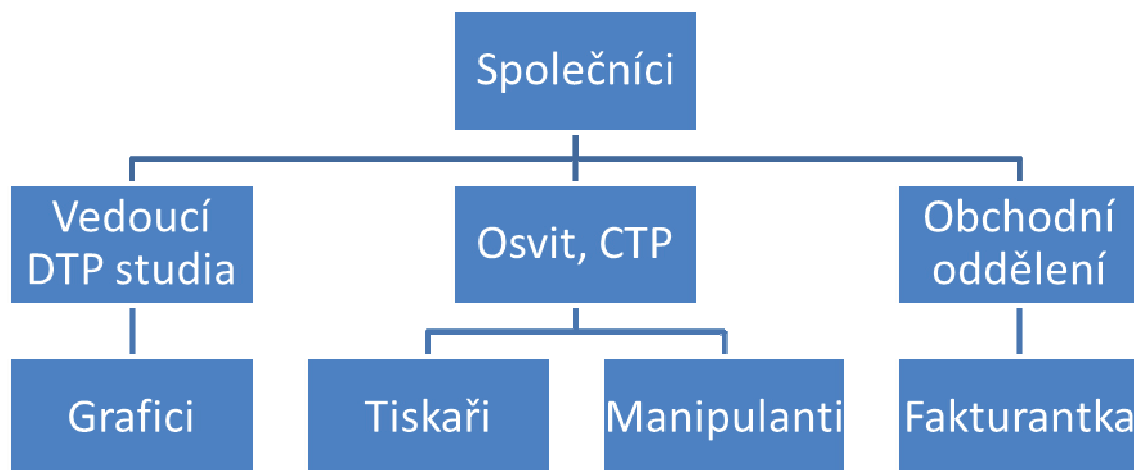 Společníci
Vedoucí
DTP studia
Osvit, CTP
Obchodní
oddělení
Grafici
Tiskaři
Manipulanti
Fakturantka